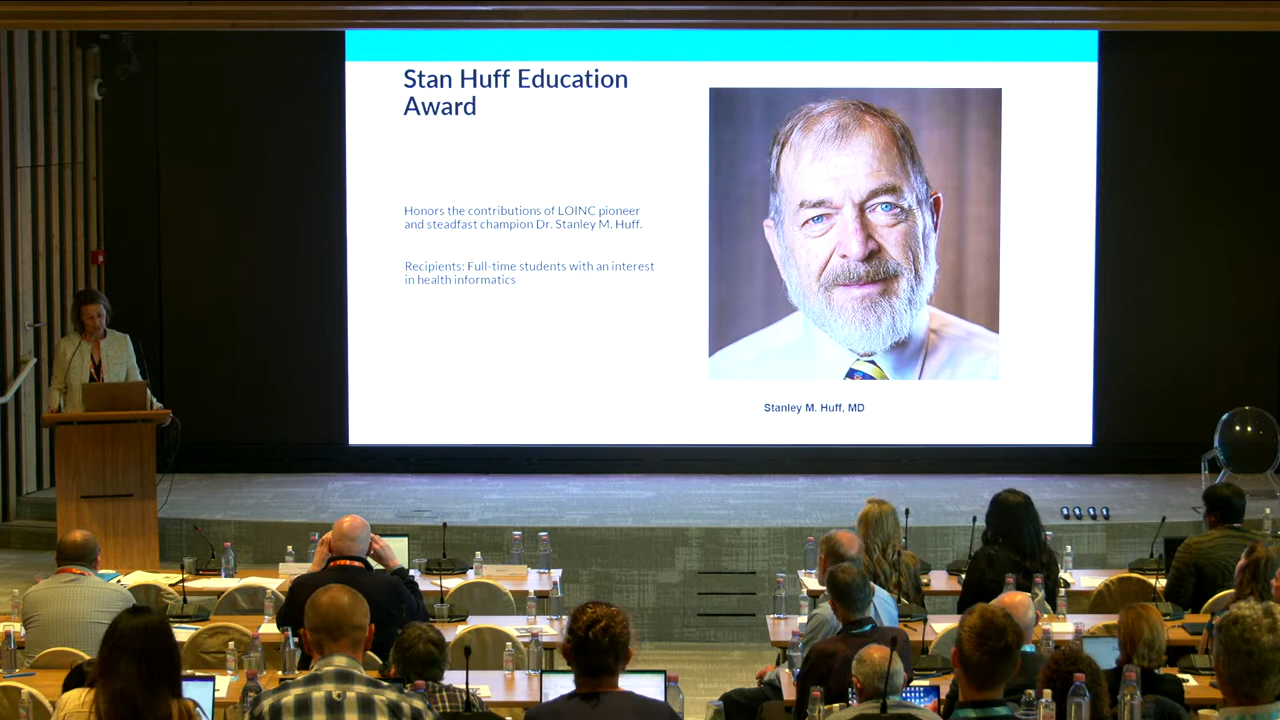 Stan Huff Education
Award
Honors the contributions of LOINC pioneer
and steadfast champion Dr. Stanley M. Huff.
Recipients: Full-time students with an interest
in health informatics
Stanley M. Huff, MD